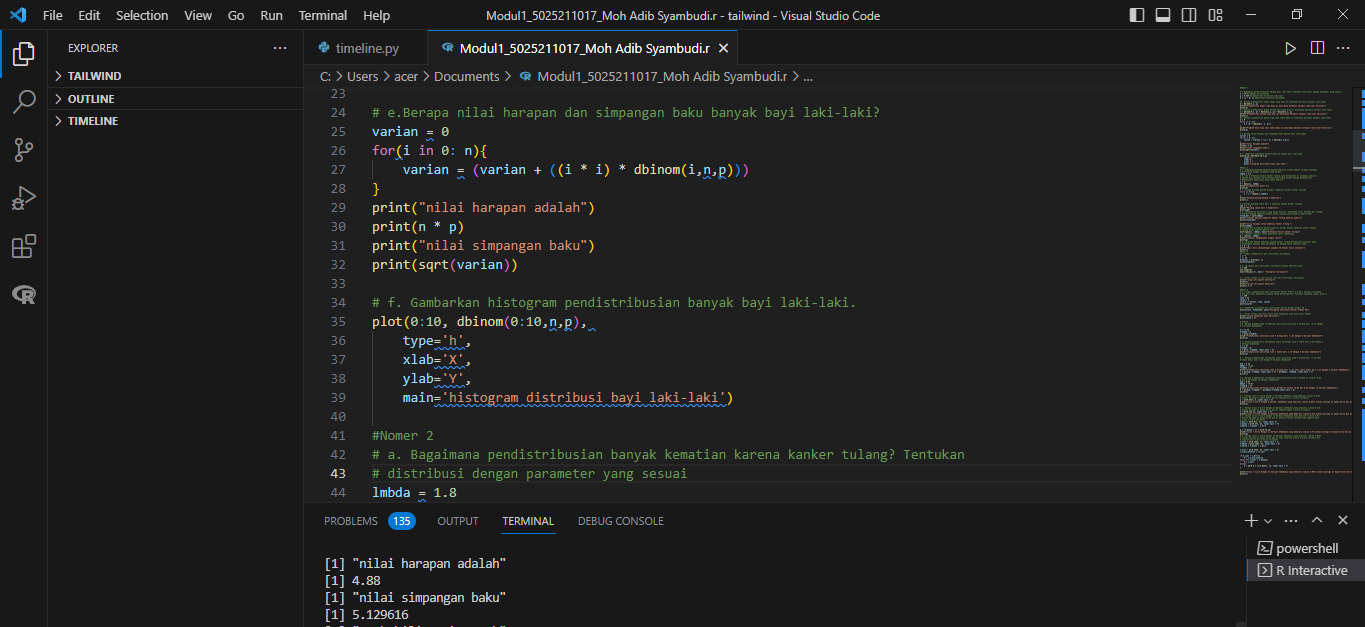 File Edit Selection View Go Run Terminal Help Modul1_5025211017_Moh Adib Syambudi.r - tailwind - Visual Studio Code
EXPLORER
TAILWIND
OUTLINE
TIMELINE
timeline.py
Modul1_5025211017_Moh Adib Syambudi.r
C: > Users > acer > Documents > Modul1_5025211017_Moh Adib Syambudi.r > ...
23
24 # e.Berapa nilai harapan dan simpangan baku banyak bayi laki-laki?
25 varian = 0
26 for(i in 0: n){
27     varian = (varian + ((i * i) * dbinom(i,n,p)))
28 }
29 print("nilai harapan adalah")
30 print(n * p)
31 print("nilai simpangan baku")
32 print(sqrt(varian))
33
34 # f. Gambarkan histogram pendistribusian banyak bayi laki-laki.
35 plot(0:10, dbinom(0:10,n,p),
36     type='h',
37     xlab='X',
38     ylab='Y',
39     main='histogram distribusi bayi laki-laki')
40
41 #Nomer 2
42 # a. Bagaimana pendistribusian banyak kematian karena kanker tulang? Tentukan
43 # distribusi dengan parameter yang sesuai
44 lmbda = 1.8
PROBLEMS 135 OUTPUT TERMINAL DEBUG CONSOLE
[1] "nilai harapan adalah"
[1] 4.88
[1] "nilai simpangan baku"
[1] 5.129616
powershell
R Interactive